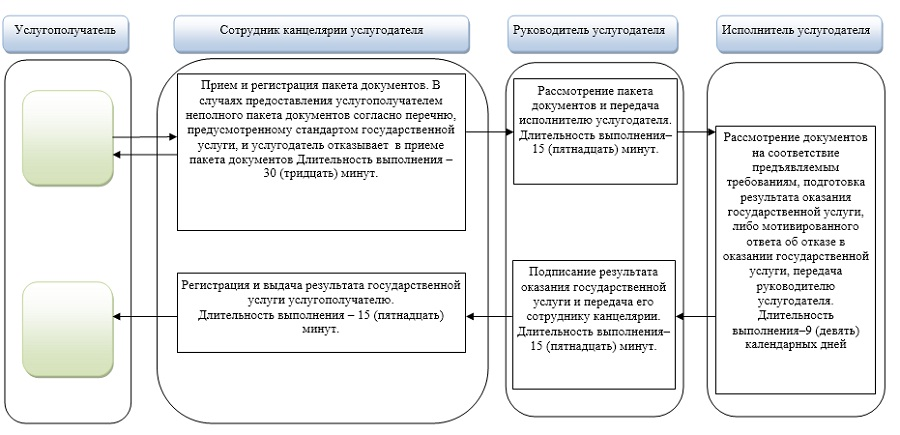 Услугополучатель
Сотрудник канцелярии услугодателя
Руководитель услугодателя
Исполнитель услугодателя
Прием и регистрация пакета документов. В
случаях предоставления услугополучателем
неполного пакета документов согласно перечню,
предусмотренному стандартом государственной
услуги, и услугодатель отказывает в приеме
пакета документов Длительность выполнения –
30 (тридцать) минут.
Рассмотрение пакета
документов и передача
исполнителю услугодателя.
Длительность выполнения–
15 (пятнадцать) минут.
Рассмотрение документов
на соответствие
предъявляемым
требованиям, подготовка
результата оказания
государственной услуги,
либо мотивированного
ответа об отказе в
оказании государственной
услуги, передача
руководителю
услугодателя.
Длительность
выполнения–9 (девять)
календарных дней
Подписание результата
оказания государственной
услуги и передача его
сотруднику канцелярии.
Длительность выполнения–
15 (пятнадцать) минут.
Регистрация и выдача результата государственной
услуги услугополучателю.
Длительность выполнения – 15 (пятнадцать)
минут.